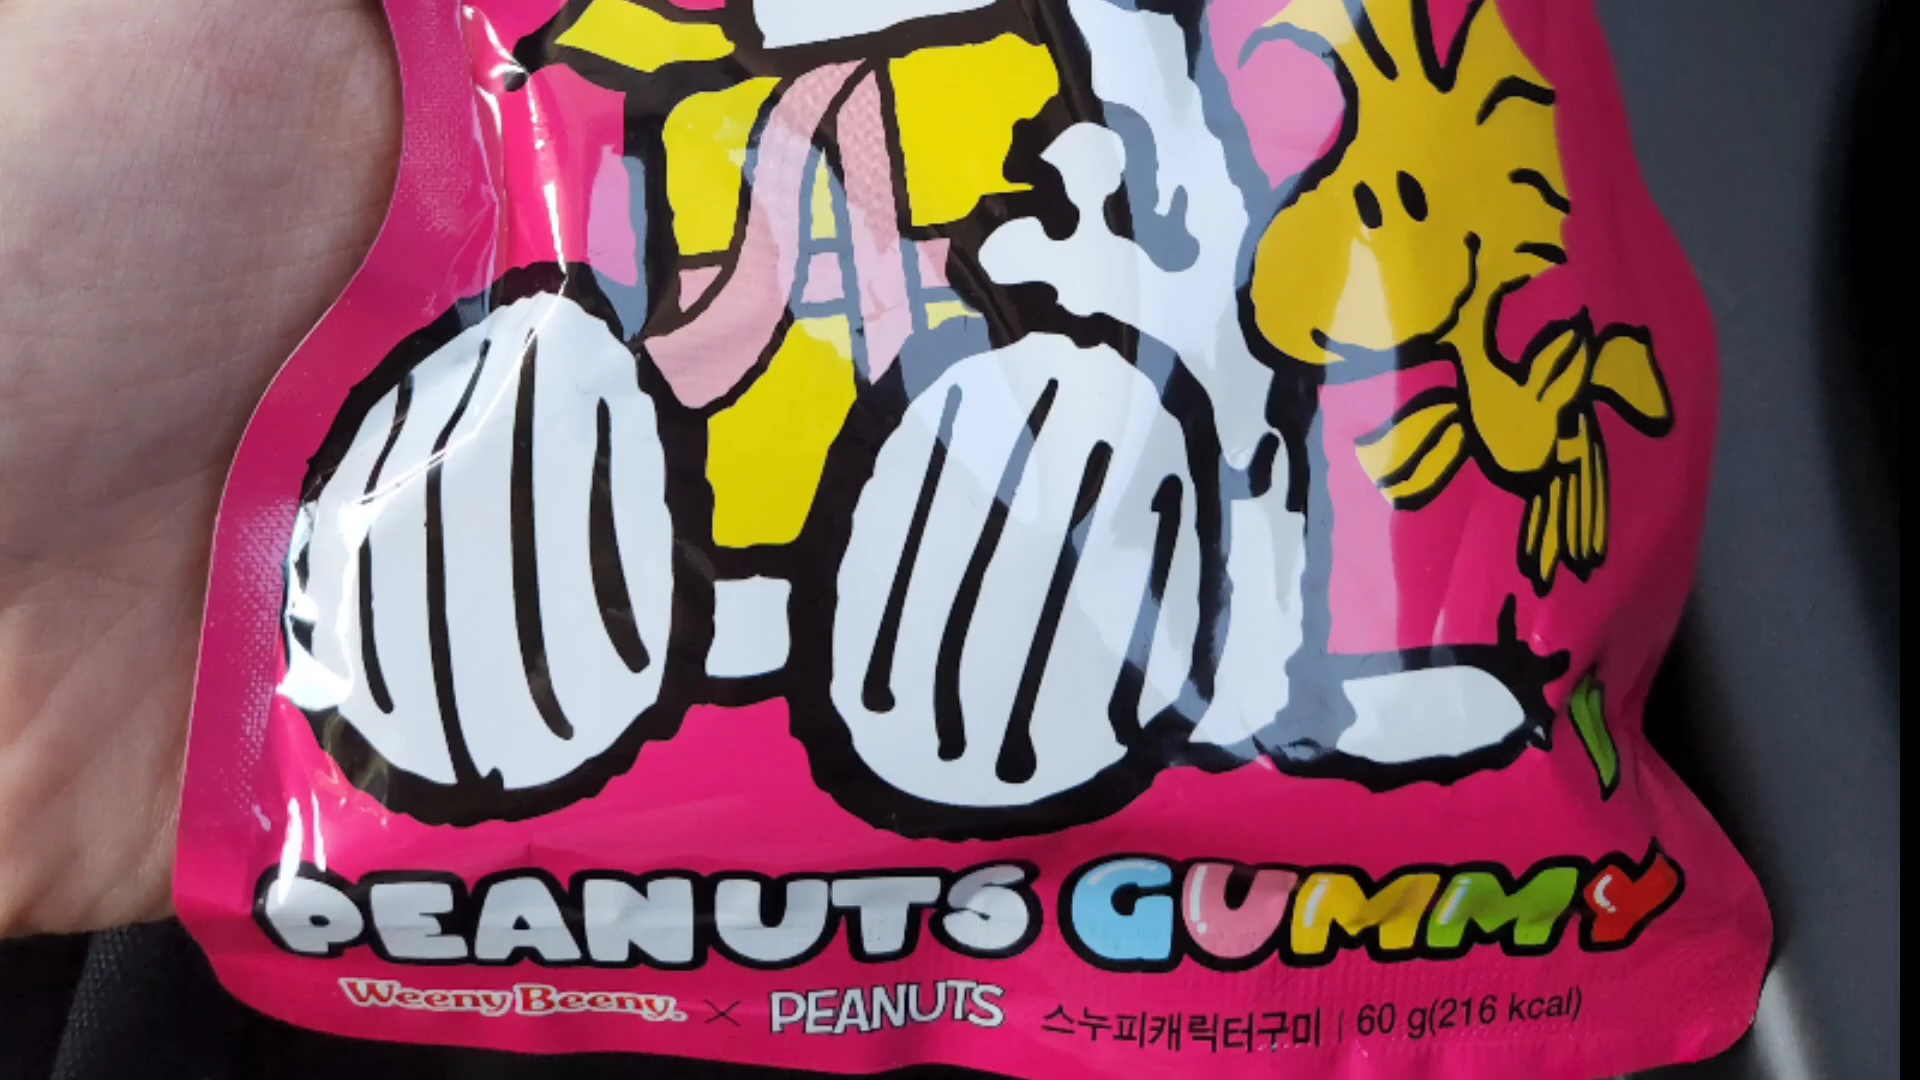 PEANUTS GUMMY
Weeny Beeny. × PEANUTS 스누피캐릭터구미 | 60 g(216 kcal)